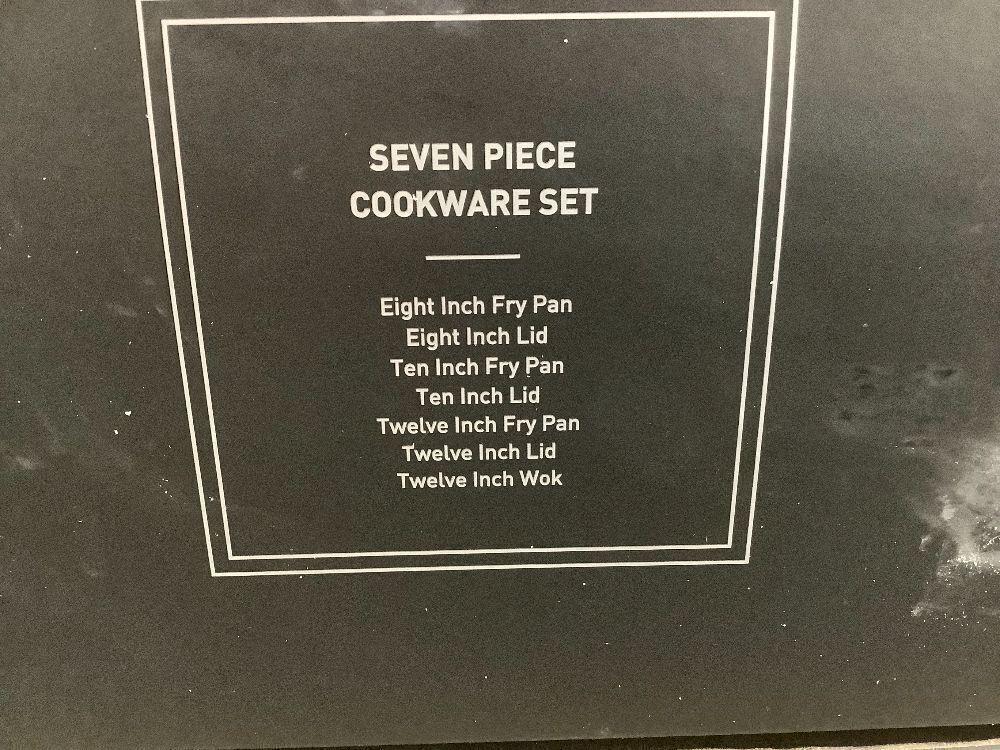 SEVEN PIECE
COOKWARE SET
Eight Inch Fry Pan
Eight Inch Lid
Ten Inch Fry Pan
Ten Inch Lid
Twelve Inch Fry Pan
Twelve Inch Lid
Twelve Inch Wok